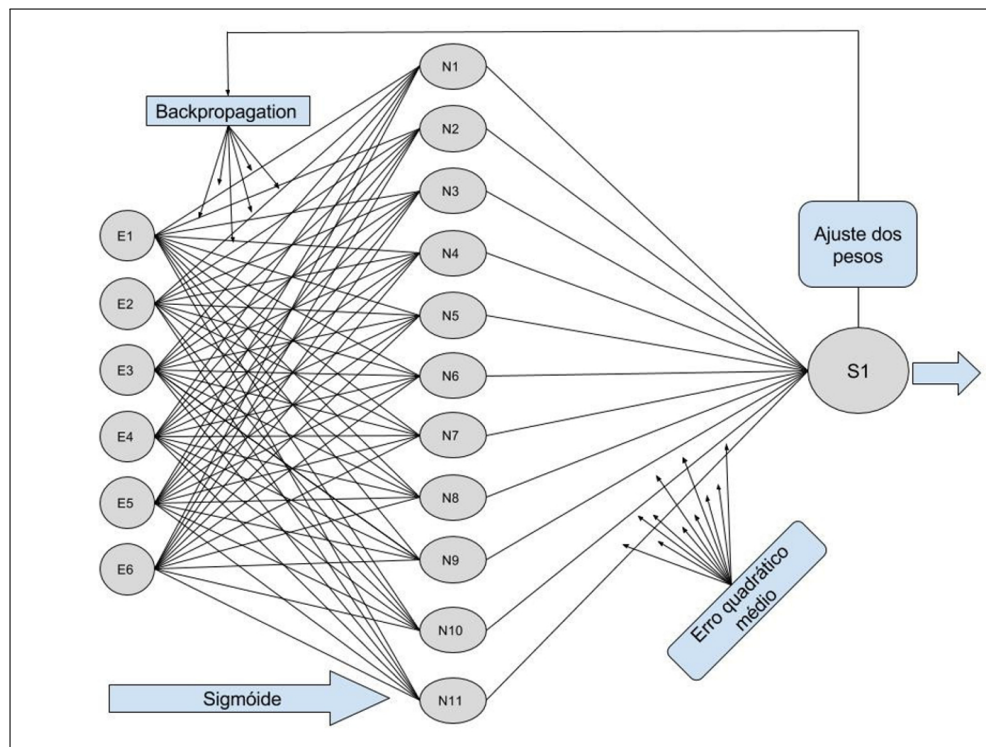 Backpropagation
E1
E2
E3
E4
E5
E6
Sigmóide
N1
N2
N3
N4
N5
N6
N7
N8
N9
N10
N11
Ajuste dos
pesos
S1
Erro quadrático
médio